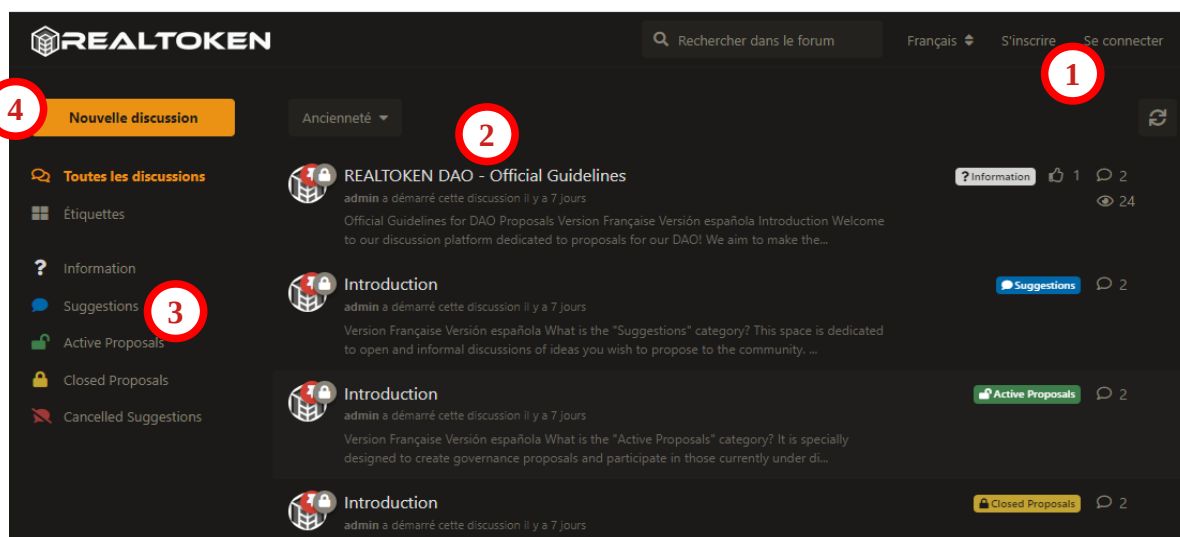 REALTOKEN
Rechercher dans le forum
Français
S'inscrire
Se connecter
1
4
Nouvelle discussion
Ancienneté
2
Toutes les discussions
Étiquettes
Information
Suggestions
3
Active Proposals
Closed Proposals
Cancelled Suggestions
REALTOKEN DAO - Official Guidelines
? Information
1
2
admin a démarré cette discussion il y a 7 jours
24
Official Guidelines for DAO Proposals Version Française Versión española Introduction Welcome
to our discussion platform dedicated to proposals for our DAO! We aim to make the...
Introduction
Suggestions
2
admin a démarré cette discussion il y a 7 jours
Version Française Versión española What is the "Suggestions" category? This space is dedicated
to open and informal discussions of ideas you wish to propose to the community. ...
Introduction
Active Proposals
2
admin a démarré cette discussion il y a 7 jours
Version Française Versión española What is the "Active Proposals" category? It is specially
designed to create governance proposals and participate in those currently under di...
Introduction
Closed Proposals
2
admin a démarré cette discussion il y a 7 jours